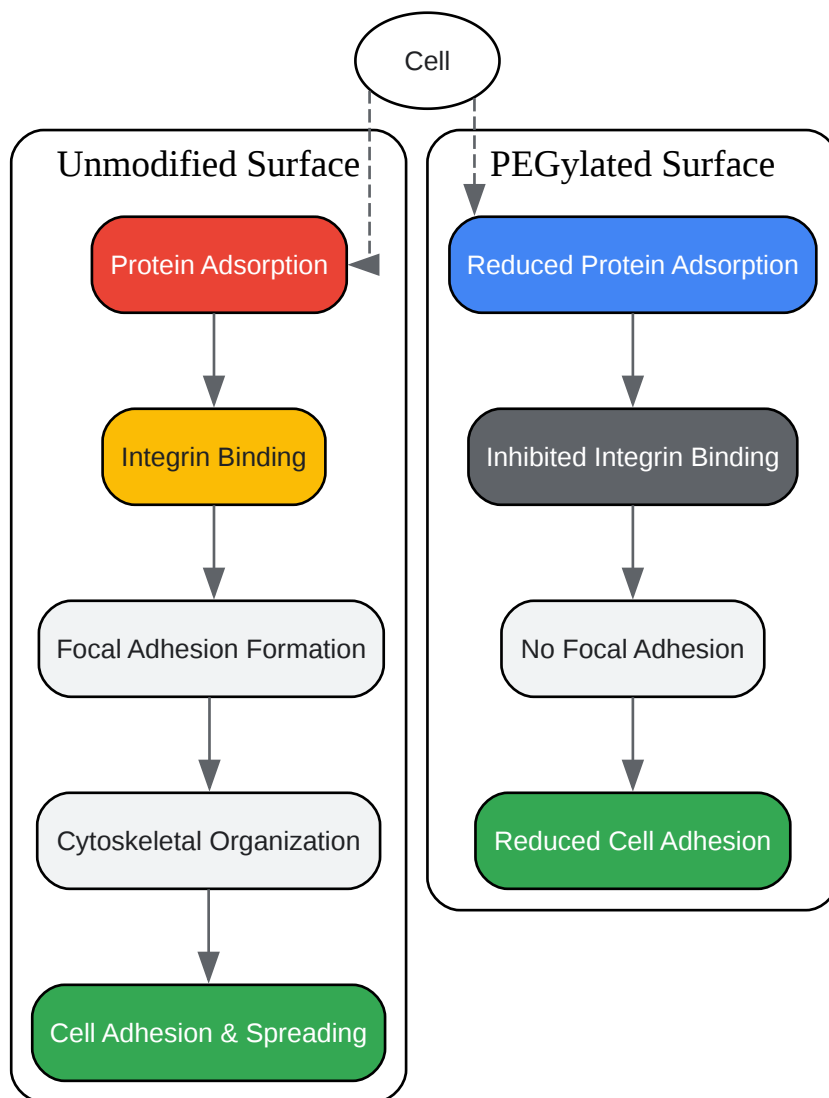 Cell
Unmodified Surface
Protein Adsorption
Integrin Binding
Focal Adhesion Formation
Cytoskeletal Organization
Cell Adhesion & Spreading
PEGylated Surface
Reduced Protein Adsorption
Inhibited Integrin Binding
No Focal Adhesion
Reduced Cell Adhesion